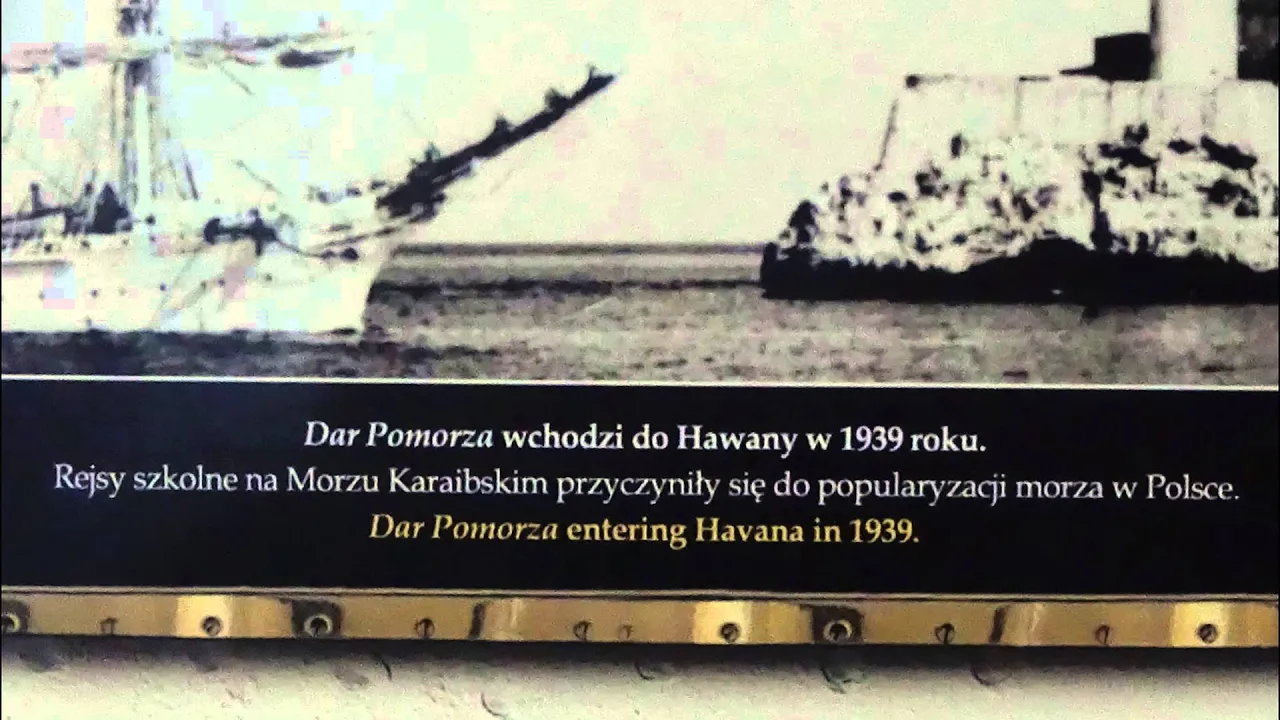 Dar Pomorza wchodzi do Hawany w 1939 roku.
Rejsy szkolne na Morzu Karaibskim przyczyniły się do popularyzacji morza w Polsce.
Dar Pomorza entering Havana in 1939.